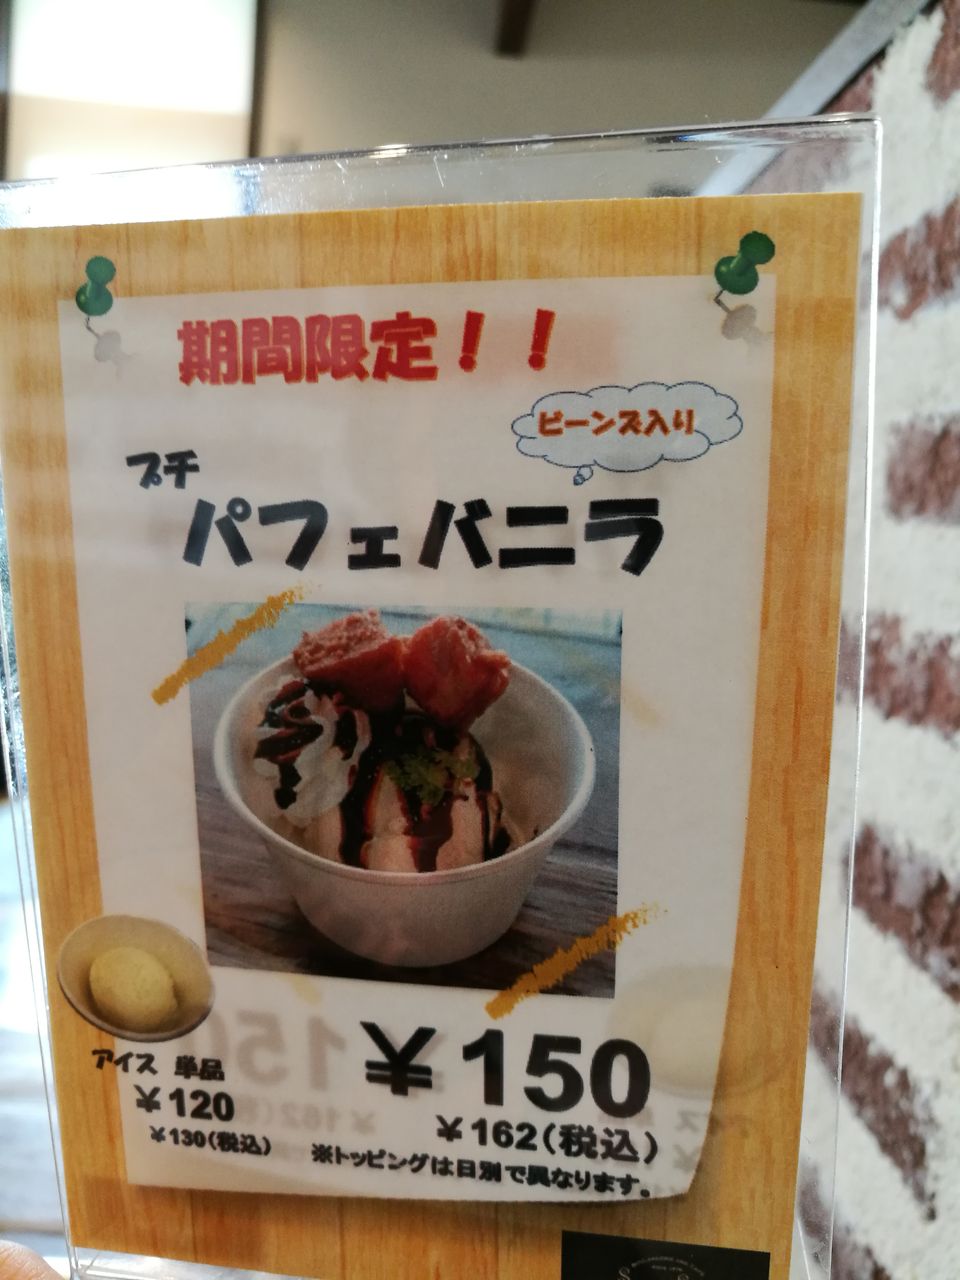 期間限定！！
ビーンズ入り
プチ
パフェバニラ
アイス 単品
￥120
￥130(税込)
￥150
￥162(税込)
※トッピングは日別で異なります。